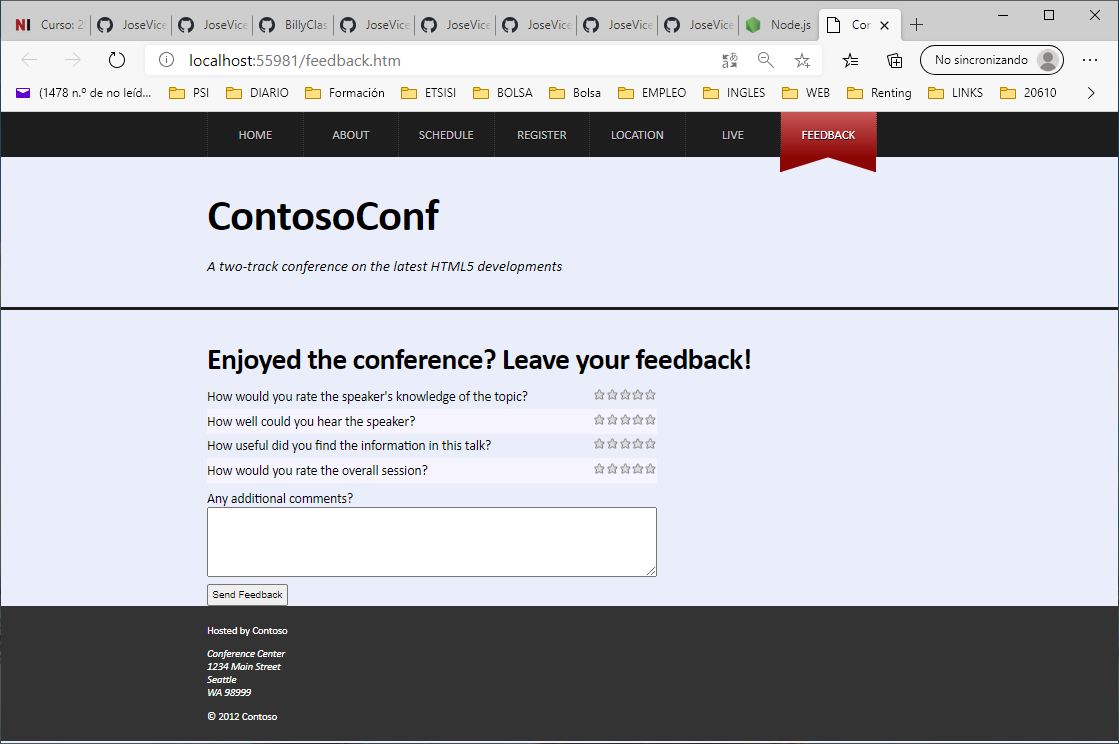 Curso: 2
JoseVice
JoseVice
BillyClas
JoseVice
JoseVice
JoseVice
JoseVice
JoseVice
Node.js
Cor
localhost:55981/feedback.htm
No sincronizando
(1478 n.º de no leíd...
PSI
DIARIO
Formación
ETSISI
BOLSA
Bolsa
EMPLEO
INGLES
WEB
Renting
LINKS
20610
HOME
ABOUT
SCHEDULE
REGISTER
LOCATION
LIVE
FEEDBACK
ContosoConf
A two-track conference on the latest HTML5 developments
Enjoyed the conference? Leave your feedback!
How would you rate the speaker's knowledge of the topic?
How well could you hear the speaker?
How useful did you find the information in this talk?
How would you rate the overall session?
Any additional comments?
Send Feedback
Hosted by Contoso
Conference Center
1234 Main Street
Seattle
WA 98999
© 2012 Contoso